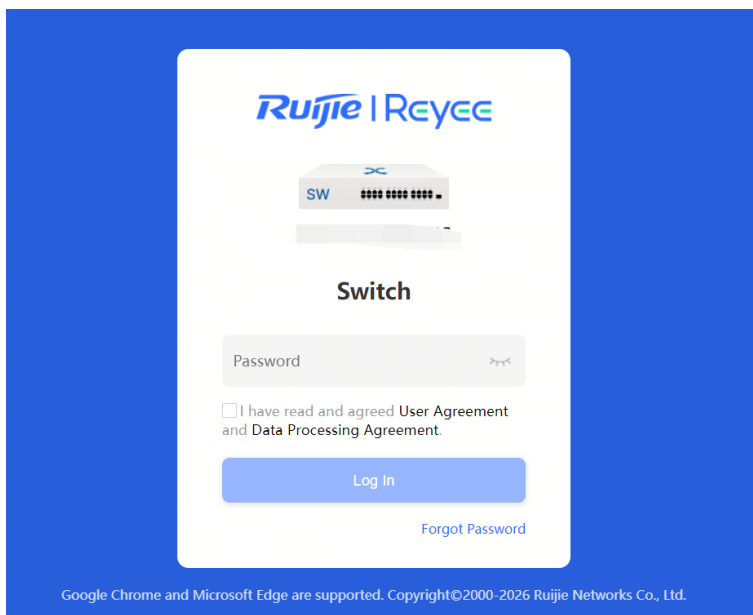 Ruijie | Reyee
SW
Switch
Password
I have read and agreed User Agreement
and Data Processing Agreement.
Log In
Forgot Password
Google Chrome and Microsoft Edge are supported. Copyright©2000-2026 Ruijie Networks Co., Ltd.